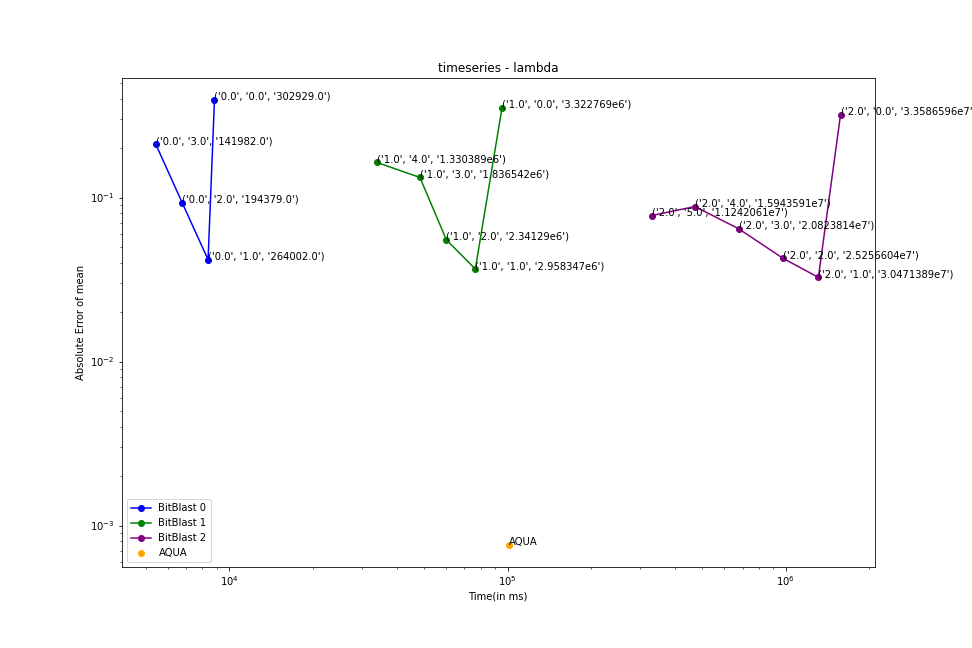 timeseries - lambda
('0.0', '0.0', '302929.0')
('1.0', '0.0', '3.322769e6')
('2.0', '0.0', '3.3586596e7'
('0.0', '3.0', '141982.0')
('1.0', '4.0', '1.330389e6')
('1.0', '3.0', '1.836542e6')
('0.0', '2.0', '194379.0')
('2.0', '4.0', '1.5943591e7')
('2.0', '5.0', '1.1242061e7')
('2.0', '3.0', '2.0823814e7')
('1.0', '2.0', '2.34129e6')
('0.0', '1.0', '264002.0')
('2.0', '2.0', '2.5256604e7')
('1.0', '1.0', '2.958347e6')
('2.0', '1.0', '3.0471389e7')
10⁻¹
10⁻²
10⁻³
Absolute Error of mean
BitBlast 0
BitBlast 1
BitBlast 2
AQUA
AQUA
10⁴
10⁵
10⁶
Time(in ms)